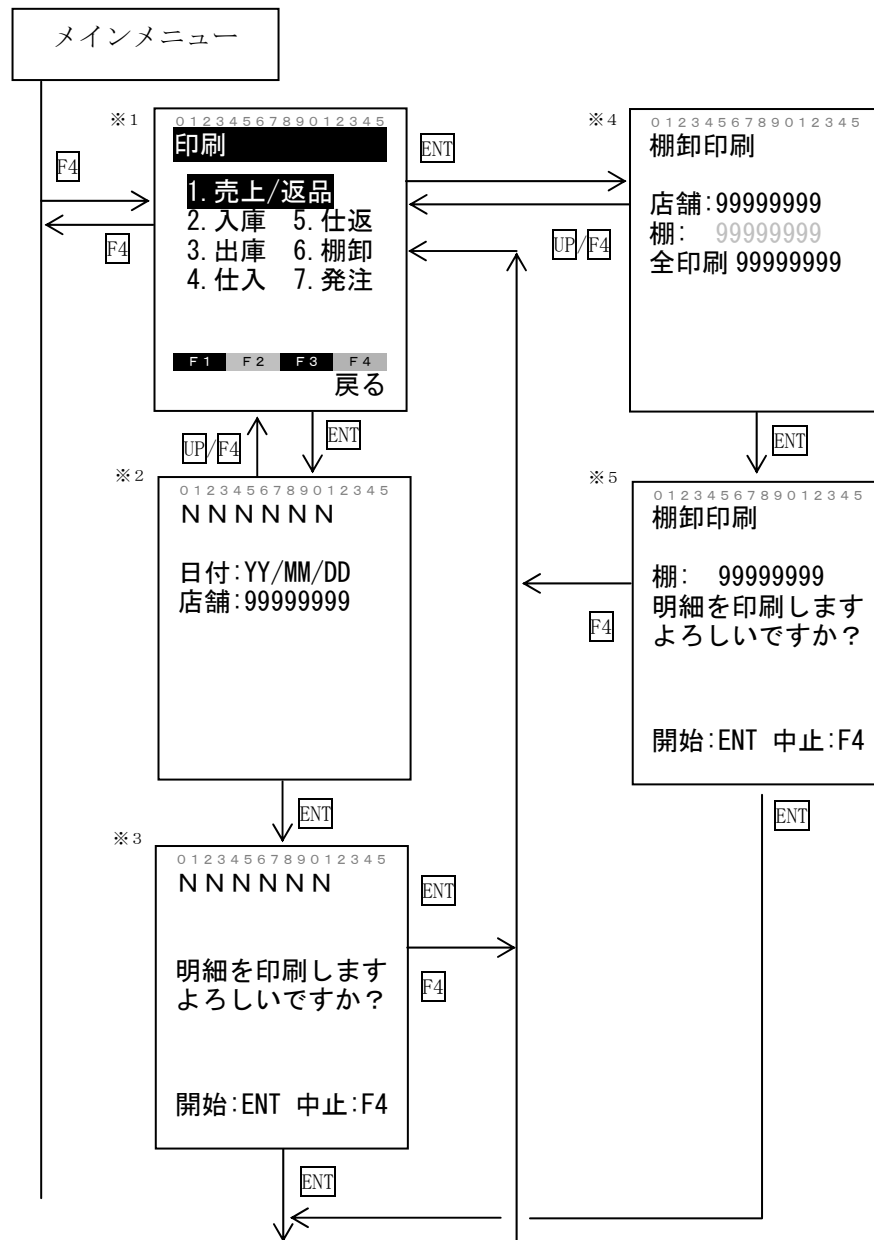 メインメニュー
※1
0123456789012345
印刷
1.売上/返品
2.入庫 5.仕返
3.出庫 6.棚卸
4.仕入 7.発注
F1 F2 F3 F4
戻る
F4
F4
ENT
UP/F4
※4
0123456789012345
棚卸印刷
店舗:99999999
棚: 99999999
全印刷 99999999
UP/F4
ENT
ENT
※2
0123456789012345
NNNNNN
日付:YY/MM/DD
店舗:99999999
※5
0123456789012345
棚卸印刷
棚: 99999999
明細を印刷します
よろしいですか?
開始:ENT 中止:F4
F4
ENT
ENT
※3
0123456789012345
NNNNNN
明細を印刷します
よろしいですか?
開始:ENT 中止:F4
ENT
F4
ENT